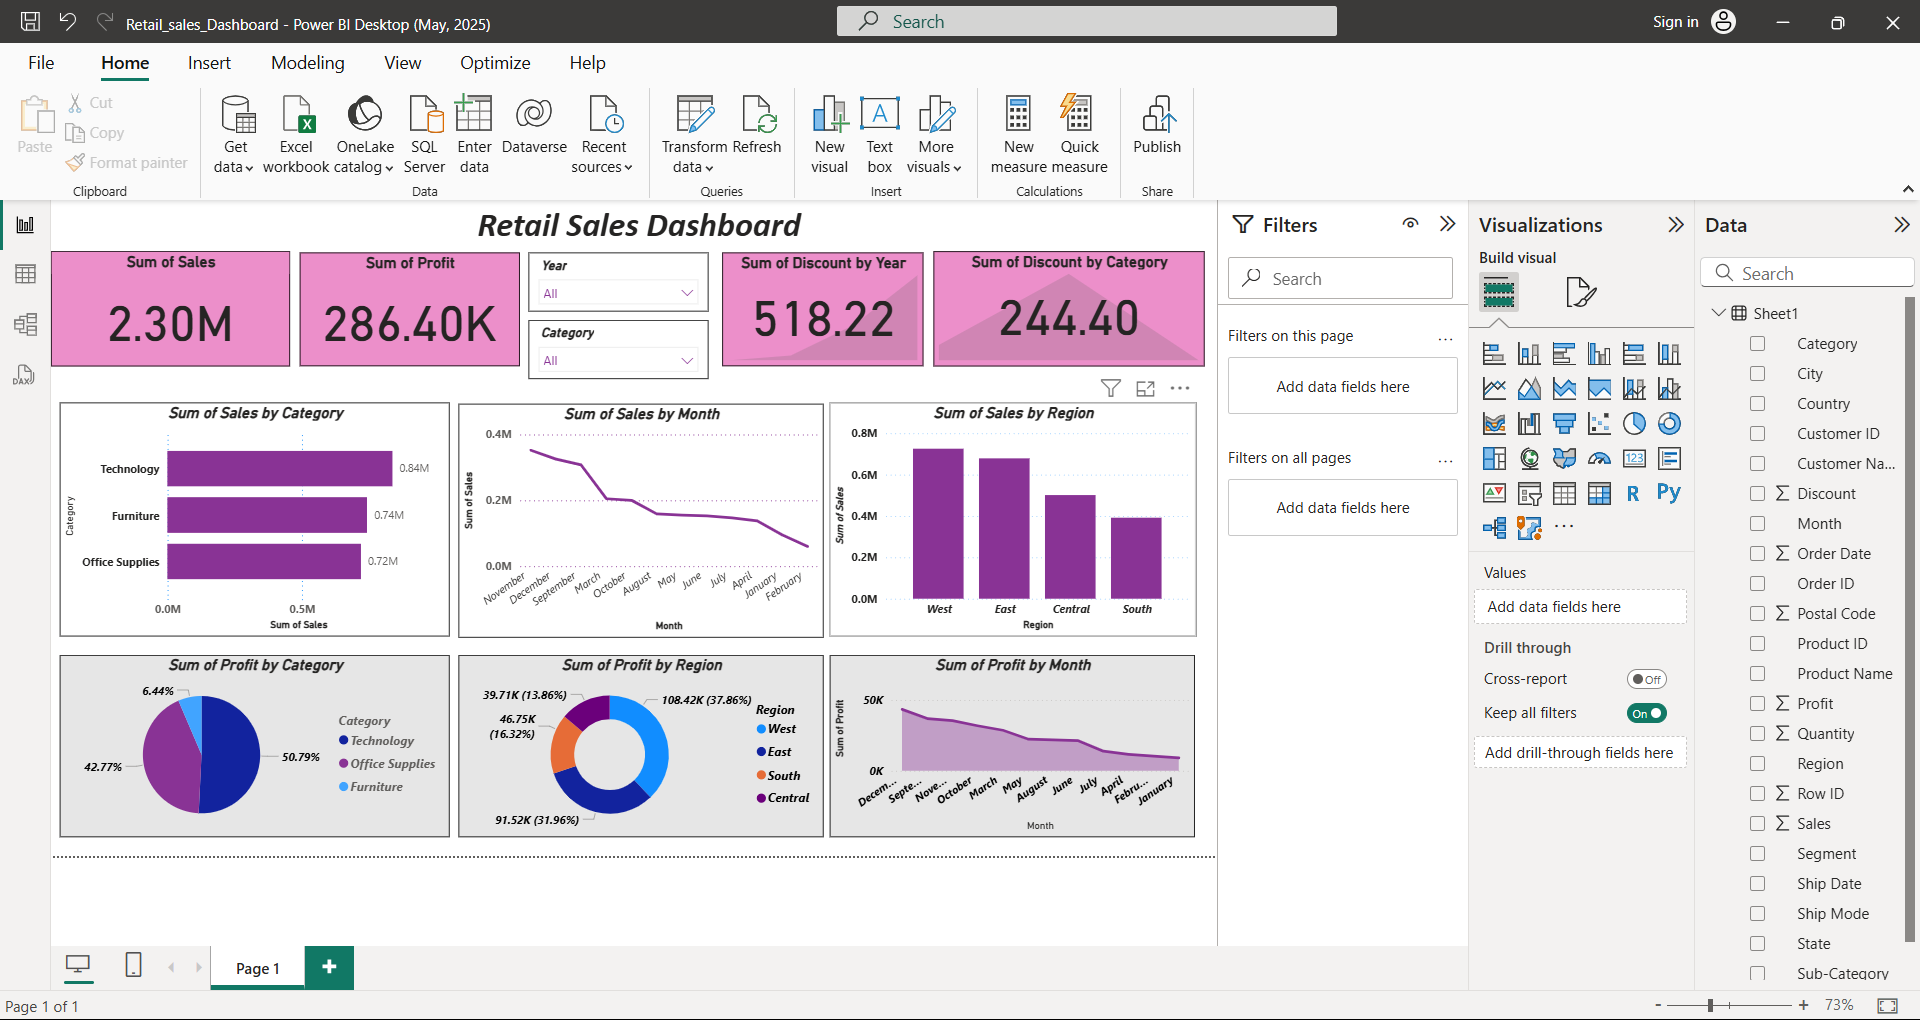 Retail_sales_Dashboard - Power BI Desktop (May, 2025)
Search
Sign in
File
Home
Insert
Modeling
View
Optimize
Help
Paste
Cut
Copy
Format painter
Clipboard
Get data
Excel workbook
OneLake catalog
SQL Server
Enter data
Dataverse
Recent sources
Data
Transform data
Refresh
Queries
New visual
Text box
More visuals
Insert
New measure
Quick measure
Calculations
Publish
Share
DAX
Retail Sales Dashboard
Sum of Sales
2.30M
Sum of Profit
286.40K
Year
All
Category
All
Sum of Discount by Year
518.22
Sum of Discount by Category
244.40
Sum of Sales by Category
Category
Technology
0.84M
Furniture
0.74M
Office Supplies
0.72M
0.0M
0.5M
Sum of Sales
Sum of Sales by Month
Sum of Sales
0.4M
0.2M
0.0M
November
December
September
March
October
August
May
June
July
April
January
February
Month
Sum of Sales by Region
Sum of Sales
0.8M
0.6M
0.4M
0.2M
0.0M
West
East
Central
South
Region
Sum of Profit by Category
6.44%
42.77%
50.79%
Category
Technology
Office Supplies
Furniture
Sum of Profit by Region
39.71K (13.86%)
46.75K
(16.32%)
108.42K (37.86%)
91.52K (31.96%)
Region
West
East
South
Central
Sum of Profit by Month
Sum of Profit
50K
0K
Decem...
Septe...
Nove...
October
March
May
August
June
July
April
Febru...
January
Month
Filters
Search
Filters on this page
...
Add data fields here
Filters on all pages
...
Add data fields here
Visualizations
Build visual
123
R
Py
...
Values
Add data fields here
Drill through
Cross-report
Off
Keep all filters
On
Add drill-through fields here
Data
Search
Sheet1
Category
City
Country
Customer ID
Customer Na...
Discount
Month
Order Date
Order ID
Postal Code
Product ID
Product Name
Profit
Quantity
Region
Row ID
Sales
Segment
Ship Date
Ship Mode
State
Sub-Category
Page 1
Page 1 of 1
73%